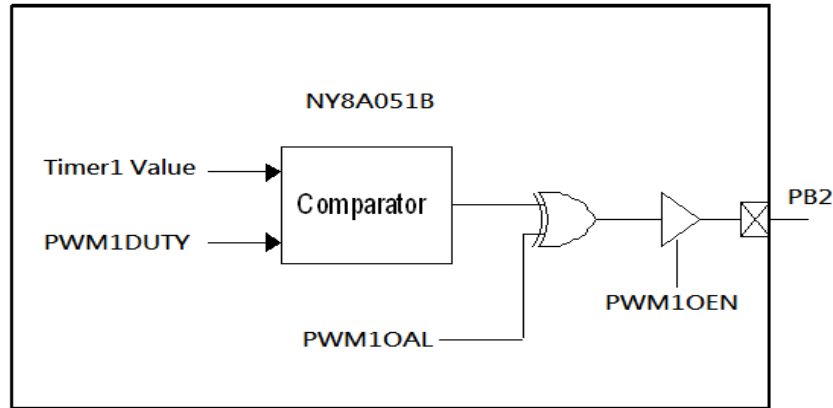 NY8A051B
Timer1 Value
Comparator
PWM1DUTY
PB2
PWM1OEN
PWM1OAL